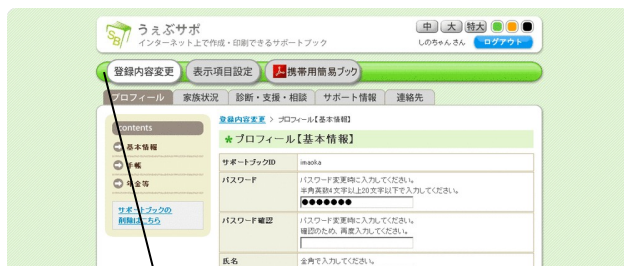 うぇぶサポ
インターネット上で作成・印刷できるサポートブック
中 大 特大
しのちゃんさん ログアウト
登録内容変更 表示項目設定 携帯用簡易ブック
プロフィール 家族状況 診断・支援・相談 サポート情報 連絡先
contents
基本情報
手帳
サポートブックの
削除はこちら
登録内容変更 > プロフィール【基本情報】
プロフィール【基本情報】
サポートブックID imaoka
パスワード パスワード変更時に入力してください。
半角英数4文字以上20文字以下で入力してください。
●●●●●●●
パスワード確認 パスワード変更時に入力してください。
確認のため、再度入力してください。
氏名 全角で入力してください。